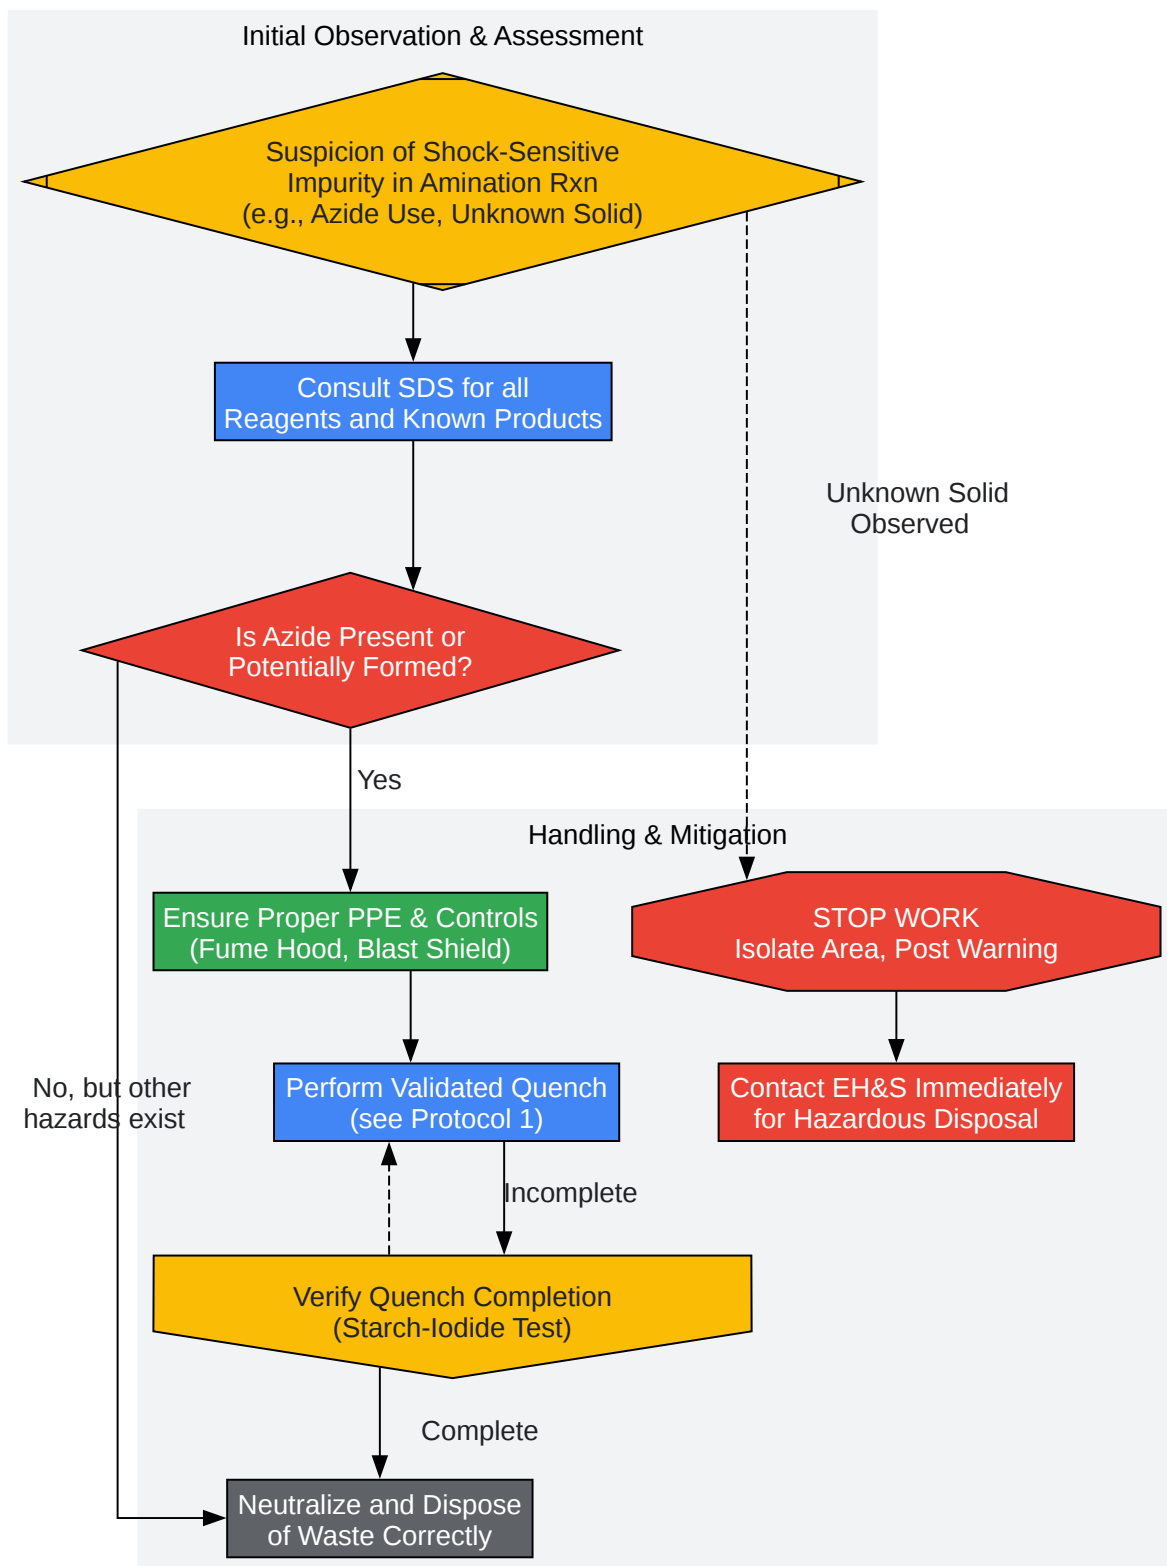 Initial Observation & Assessment
Suspicion of Shock-Sensitive
Impurity in Amination Rxn
(e.g., Azide Use, Unknown Solid)
Consult SDS for all
Reagents and Known Products
Unknown Solid
Observed
Is Azide Present or
Potentially Formed?
Yes
Handling & Mitigation
Ensure Proper PPE & Controls
(Fume Hood, Blast Shield)
STOP WORK
Isolate Area, Post Warning
No, but other
hazards exist
Perform Validated Quench
(see Protocol 1)
Contact EH&S Immediately
for Hazardous Disposal
Incomplete
Verify Quench Completion
(Starch-Iodide Test)
Complete
Neutralize and Dispose
of Waste Correctly